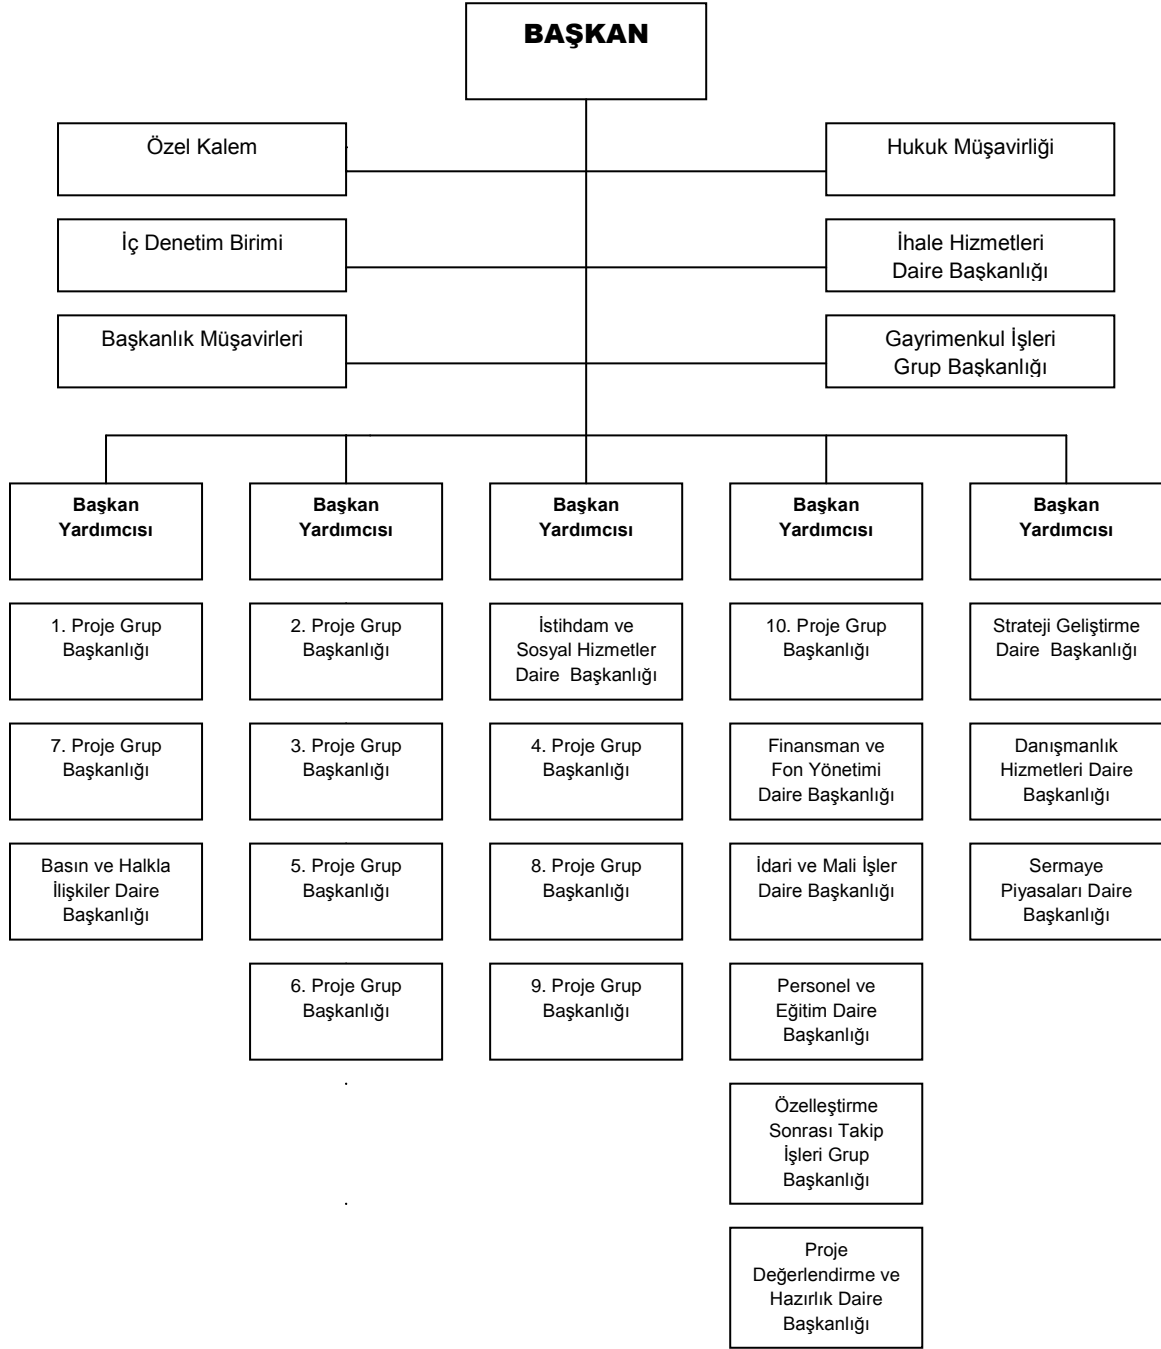 BAŞKAN
Özel Kalem
Hukuk Müşavirliği
İç Denetim Birimi
İhale Hizmetleri
Daire Başkanlığı
Başkanlık Müşavirleri
Gayrimenkul İşleri
Grup Başkanlığı
Başkan
Yardımcısı
Başkan
Yardımcısı
Başkan
Yardımcısı
Başkan
Yardımcısı
Başkan
Yardımcısı
1. Proje Grup
Başkanlığı
2. Proje Grup
Başkanlığı
İstihdam ve
Sosyal Hizmetler
Daire Başkanlığı
10. Proje Grup
Başkanlığı
Strateji Geliştirme
Daire Başkanlığı
7. Proje Grup
Başkanlığı
3. Proje Grup
Başkanlığı
4. Proje Grup
Başkanlığı
Finansman ve
Fon Yönetimi
Daire Başkanlığı
Danışmanlık
Hizmetleri Daire
Başkanlığı
Basın ve Halkla
İlişkiler Daire
Başkanlığı
5. Proje Grup
Başkanlığı
8. Proje Grup
Başkanlığı
İdari ve Mali İşler
Daire Başkanlığı
Sermaye
Piyasaları Daire
Başkanlığı
6. Proje Grup
Başkanlığı
9. Proje Grup
Başkanlığı
Personel ve
Eğitim Daire
Başkanlığı
Özelleştirme
Sonrası Takip
İşleri Grup
Başkanlığı
Proje
Değerlendirme ve
Hazırlık Daire
Başkanlığı